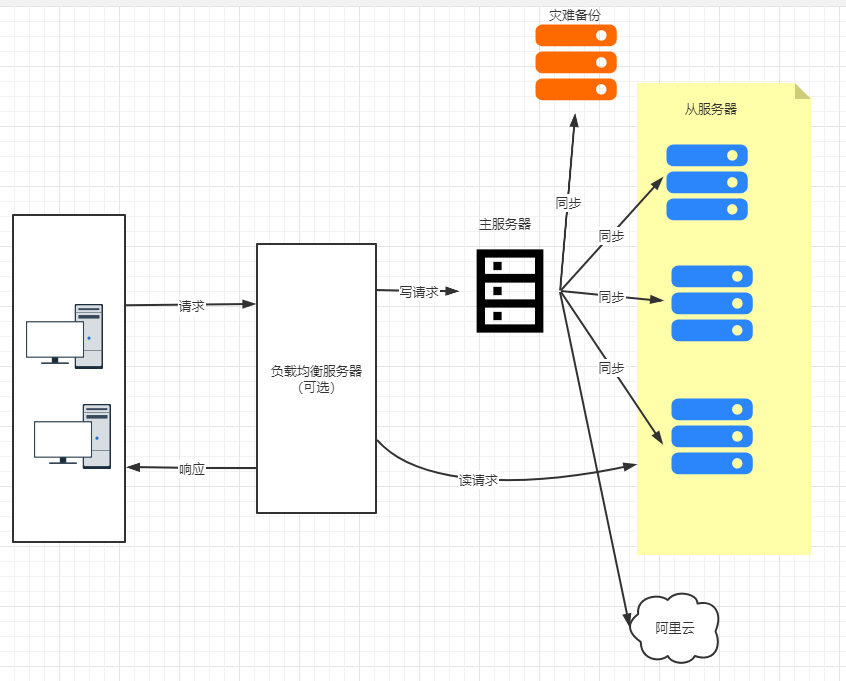 灾难备份
从服务器
同步
主服务器
同步
写请求
同步
请求
负载均衡服务器
（可选）
同步
响应
读请求
阿里云